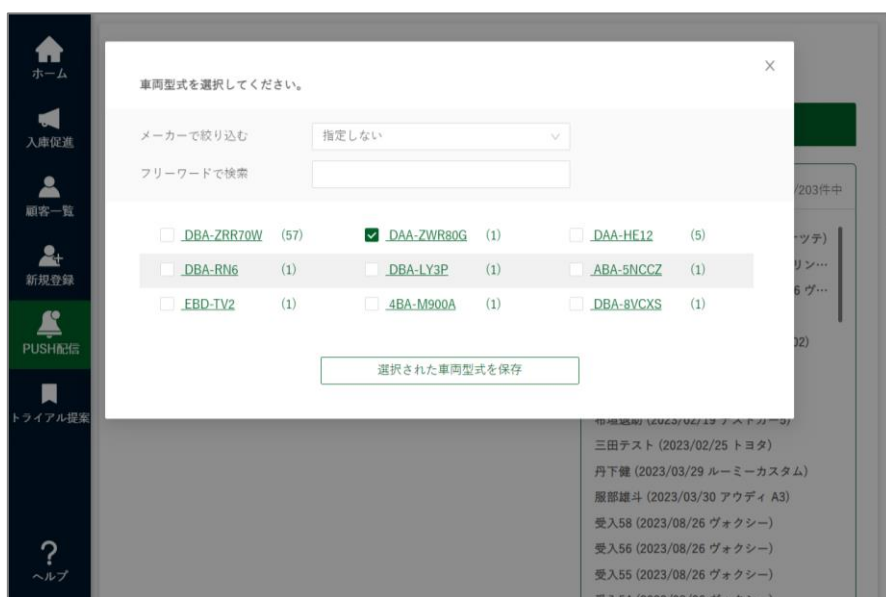 ホーム
入庫促進
顧客一覧
新規登録
PUSH配信
トライアル提案
ヘルプ
車両型式を選択してください。
メーカーで絞り込む 指定しない
フリーワードで検索
DBA-ZRR70W (57) DAA-ZWR80G (1) DAA-HE12 (5)
DBA-RN6 (1) DBA-LY3P (1) ABA-5NCCZ (1)
EBD-TV2 (1) 4BA-M900A (1) DBA-8VCXS (1)
選択された車両型式を保存
/203件中
ツテ)
リン…
6 ヴ…
02)
三田テスト (2023/02/25 トヨタ)
丹下健 (2023/03/29 ルーミーカスタム)
服部雄斗 (2023/03/30 アウディ A3)
受入58 (2023/08/26 ヴォクシー)
受入56 (2023/08/26 ヴォクシー)
受入55 (2023/08/26 ヴォクシー)